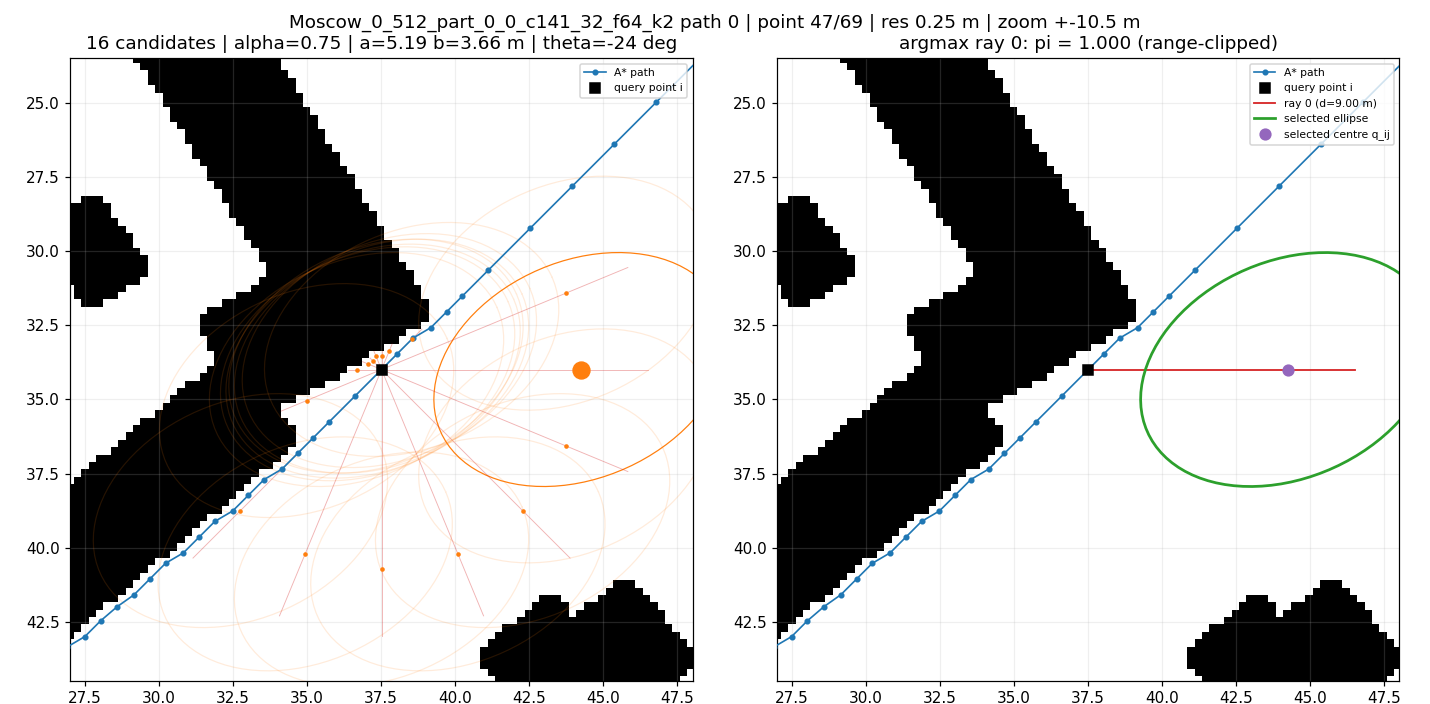 Moscow_0_512_part_0_0_c141_32_f64_k2 path 0 | point 47/69 | res 0.25 m | zoom +-10.5 m
16 candidates | alpha=0.75 | a=5.19 b=3.66 m | theta=-24 deg
argmax ray 0: pi = 1.000 (range-clipped)
A* path
query point i
A* path
query point i
ray 0 (d=9.00 m)
selected ellipse
selected centre q_ij
25.0
27.5
30.0
32.5
35.0
37.5
40.0
42.5
27.5 30.0 32.5 35.0 37.5 40.0 42.5 45.0 47.5
25.0
27.5
30.0
32.5
35.0
37.5
40.0
42.5
27.5 30.0 32.5 35.0 37.5 40.0 42.5 45.0 47.5